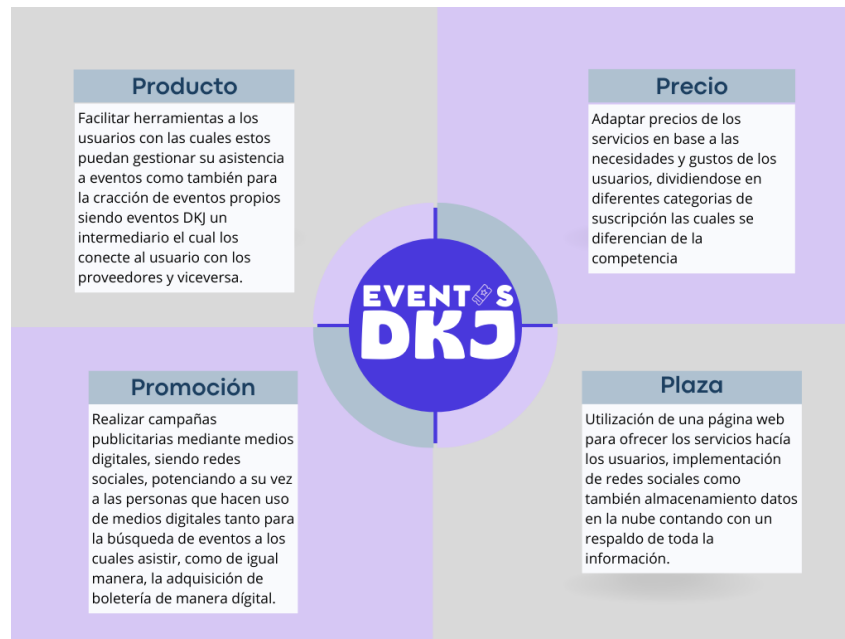 Producto
Facilitar herramientas a los
usuarios con las cuales estos
puedan gestionar su asistencia
a eventos como también para
la cracción de eventos propios
siendo eventos DKJ un
intermediario el cual los
conecte al usuario con los
proveedores y viceversa.
Precio
Adaptar precios de los
servicios en base a las
necesidades y gustos de los
usuarios, dividiendose en
diferentes categorias de
suscripción las cuales se
diferencian de la
competencia
EVENTOS
DKJ
Promoción
Realizar campañas
publicitarias mediante medios
digitales, siendo redes
sociales, potenciando a su vez
a las personas que hacen uso
de medios digitales tanto para
la búsqueda de eventos a los
cuales asistir, como de igual
manera, la adquisición de
boletería de manera dígital.
Plaza
Utilización de una página web
para ofrecer los servicios hacía
los usuarios, implementación
de redes sociales como
también almacenamiento datos
en la nube contando con un
respaldo de toda la
información.